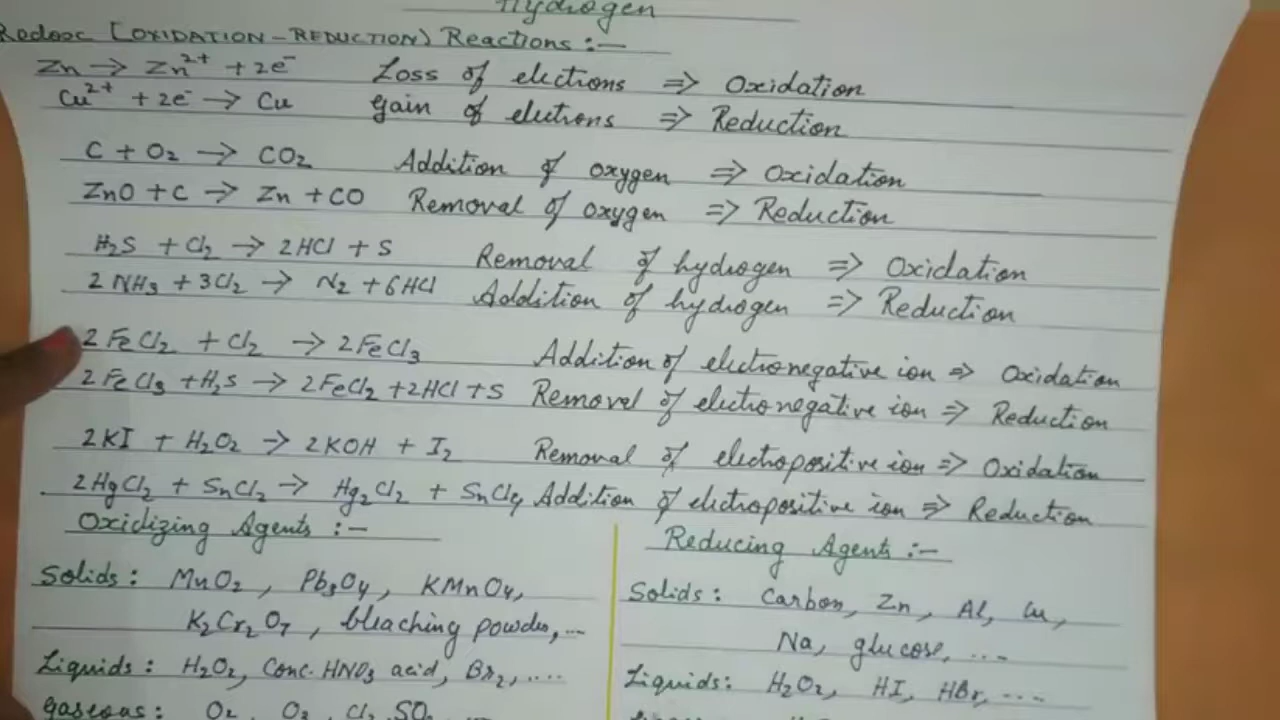 Hydrogen
Redox [OXIDATION-REDUCTION) Reactions :-
Zn → Zn²⁺ + 2e⁻ Loss of elections ⇒ Oxidation
Cu²⁺ + 2e⁻ → Cu gain of electrons ⇒ Reduction
C + O₂ → CO₂ Addition of oxygen ⇒ Oxidation
ZnO + C → Zn + CO Removal of oxygen ⇒ Reduction
H₂S + Cl₂ → 2HCl + S Removal of hydrogen ⇒ Oxidation
2NH₃ + 3Cl₂ → N₂ + 6HCl Addition of hydrogen ⇒ Reduction
2FeCl₂ + Cl₂ → 2FeCl₃ Addition of electronegative ion ⇒ Oxidation
2FeCl₃ + H₂S → 2FeCl₂ + 2HCl + S Removal of electronegative ion ⇒ Reduction
2KI + H₂O₂ → 2KOH + I₂ Removal of electropositive ion ⇒ Oxidation
2HgCl₂ + SnCl₂ → Hg₂Cl₂ + SnCl₄ Addition of electropositive ion ⇒ Reduction
Oxidizing Agents :-
Solids : MnO₂, Pb₃O₄, KMnO₄,
K₂Cr₂O₇, bleaching powder, ...
Liquids : H₂O₂, Conc. HNO₃ acid, Br₂, ....
gaseous : O₂, O₃, Cl₂, SO₂
Reducing Agents :-
Solids : Carbon, Zn, Al, Cu,
Na, glucose, ....
Liquids : H₂O₂, HI, HBr, ....